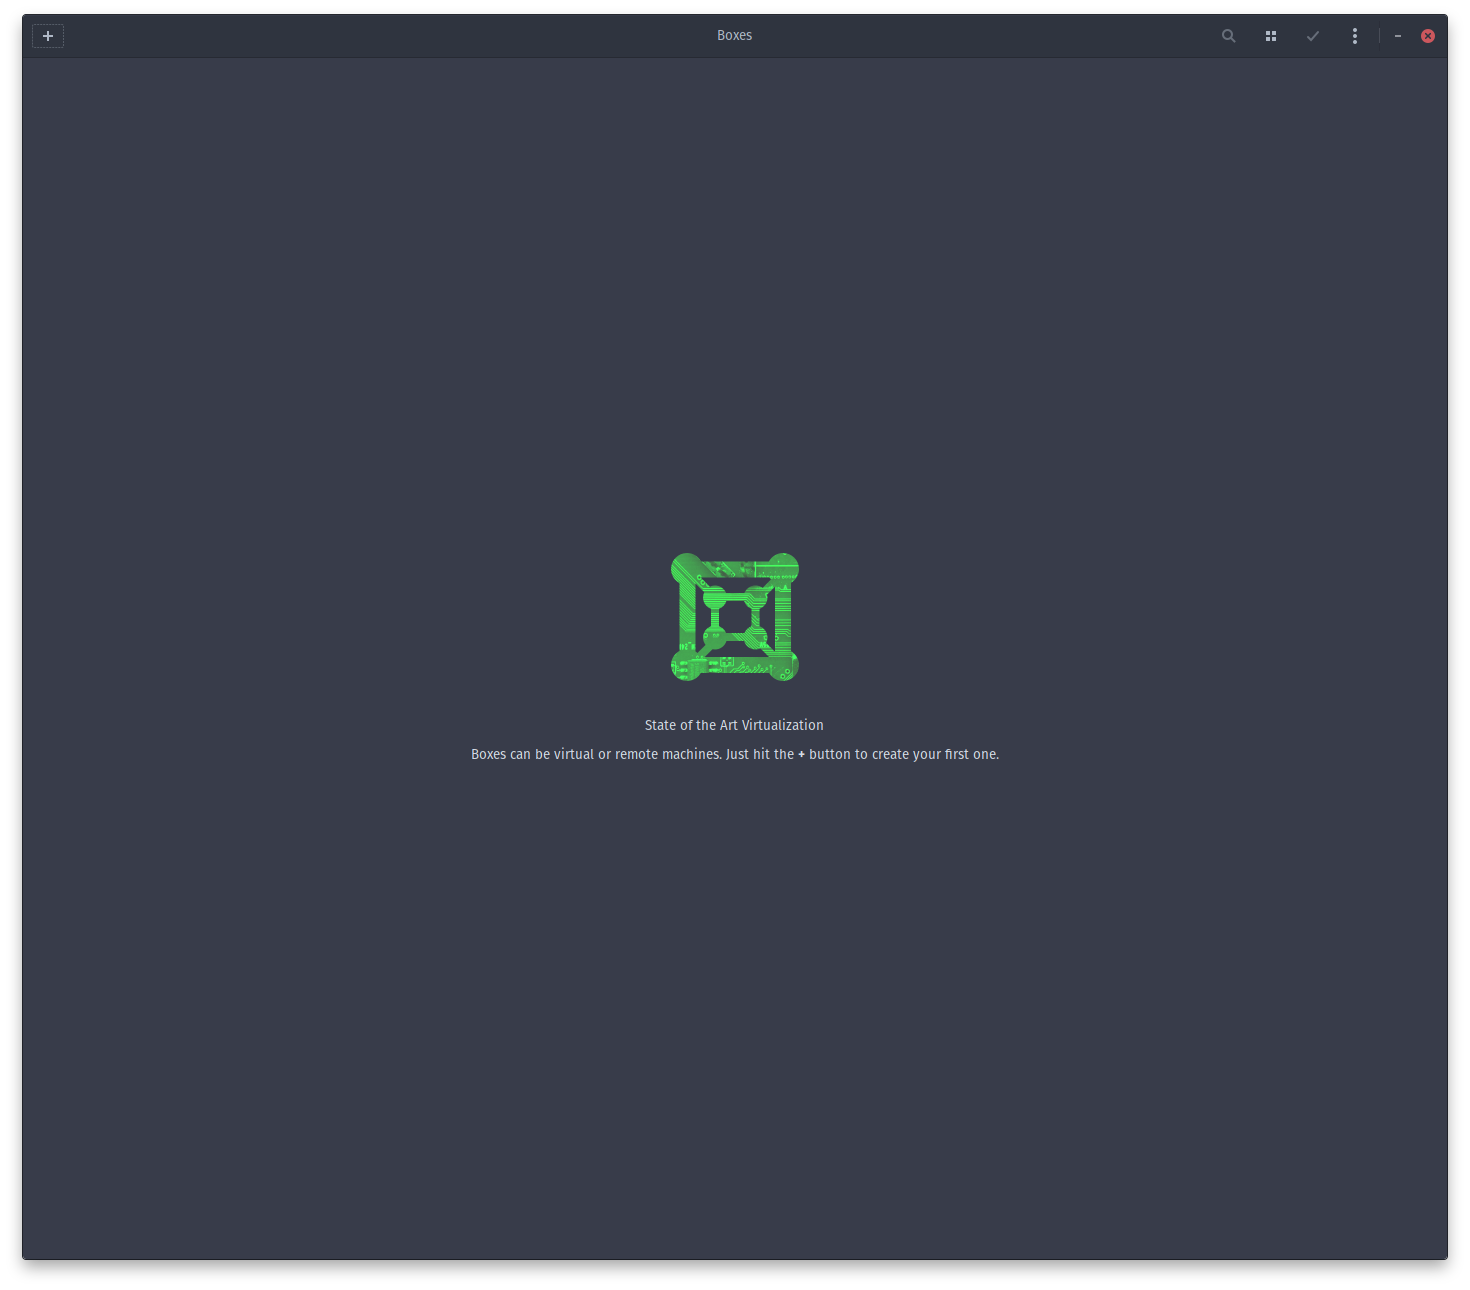 Boxes
State of the Art Virtualization
Boxes can be virtual or remote machines. Just hit the + button to create your first one.